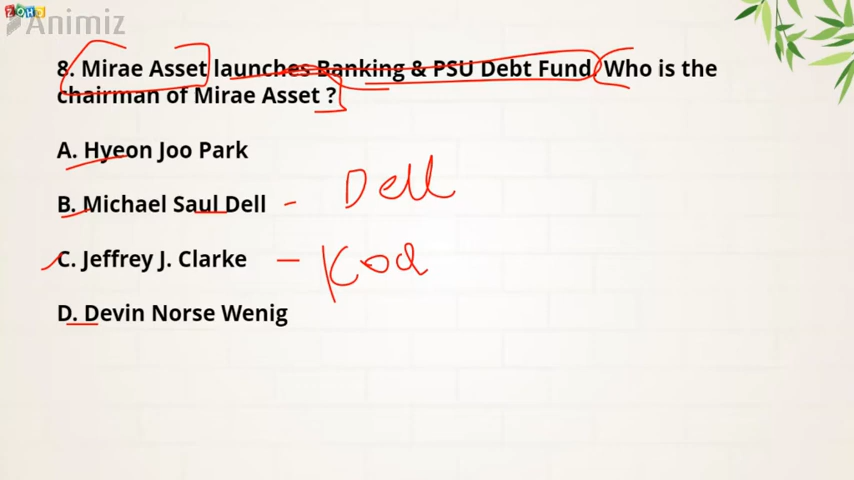 ZOHO
Animiz
8. Mirae Asset launches Banking & PSU Debt Fund. Who is the
chairman of Mirae Asset ?
A. Hyeon Joo Park
B. Michael Saul Dell - Dell
C. Jeffrey J. Clarke -
D. Devin Norse Wenig